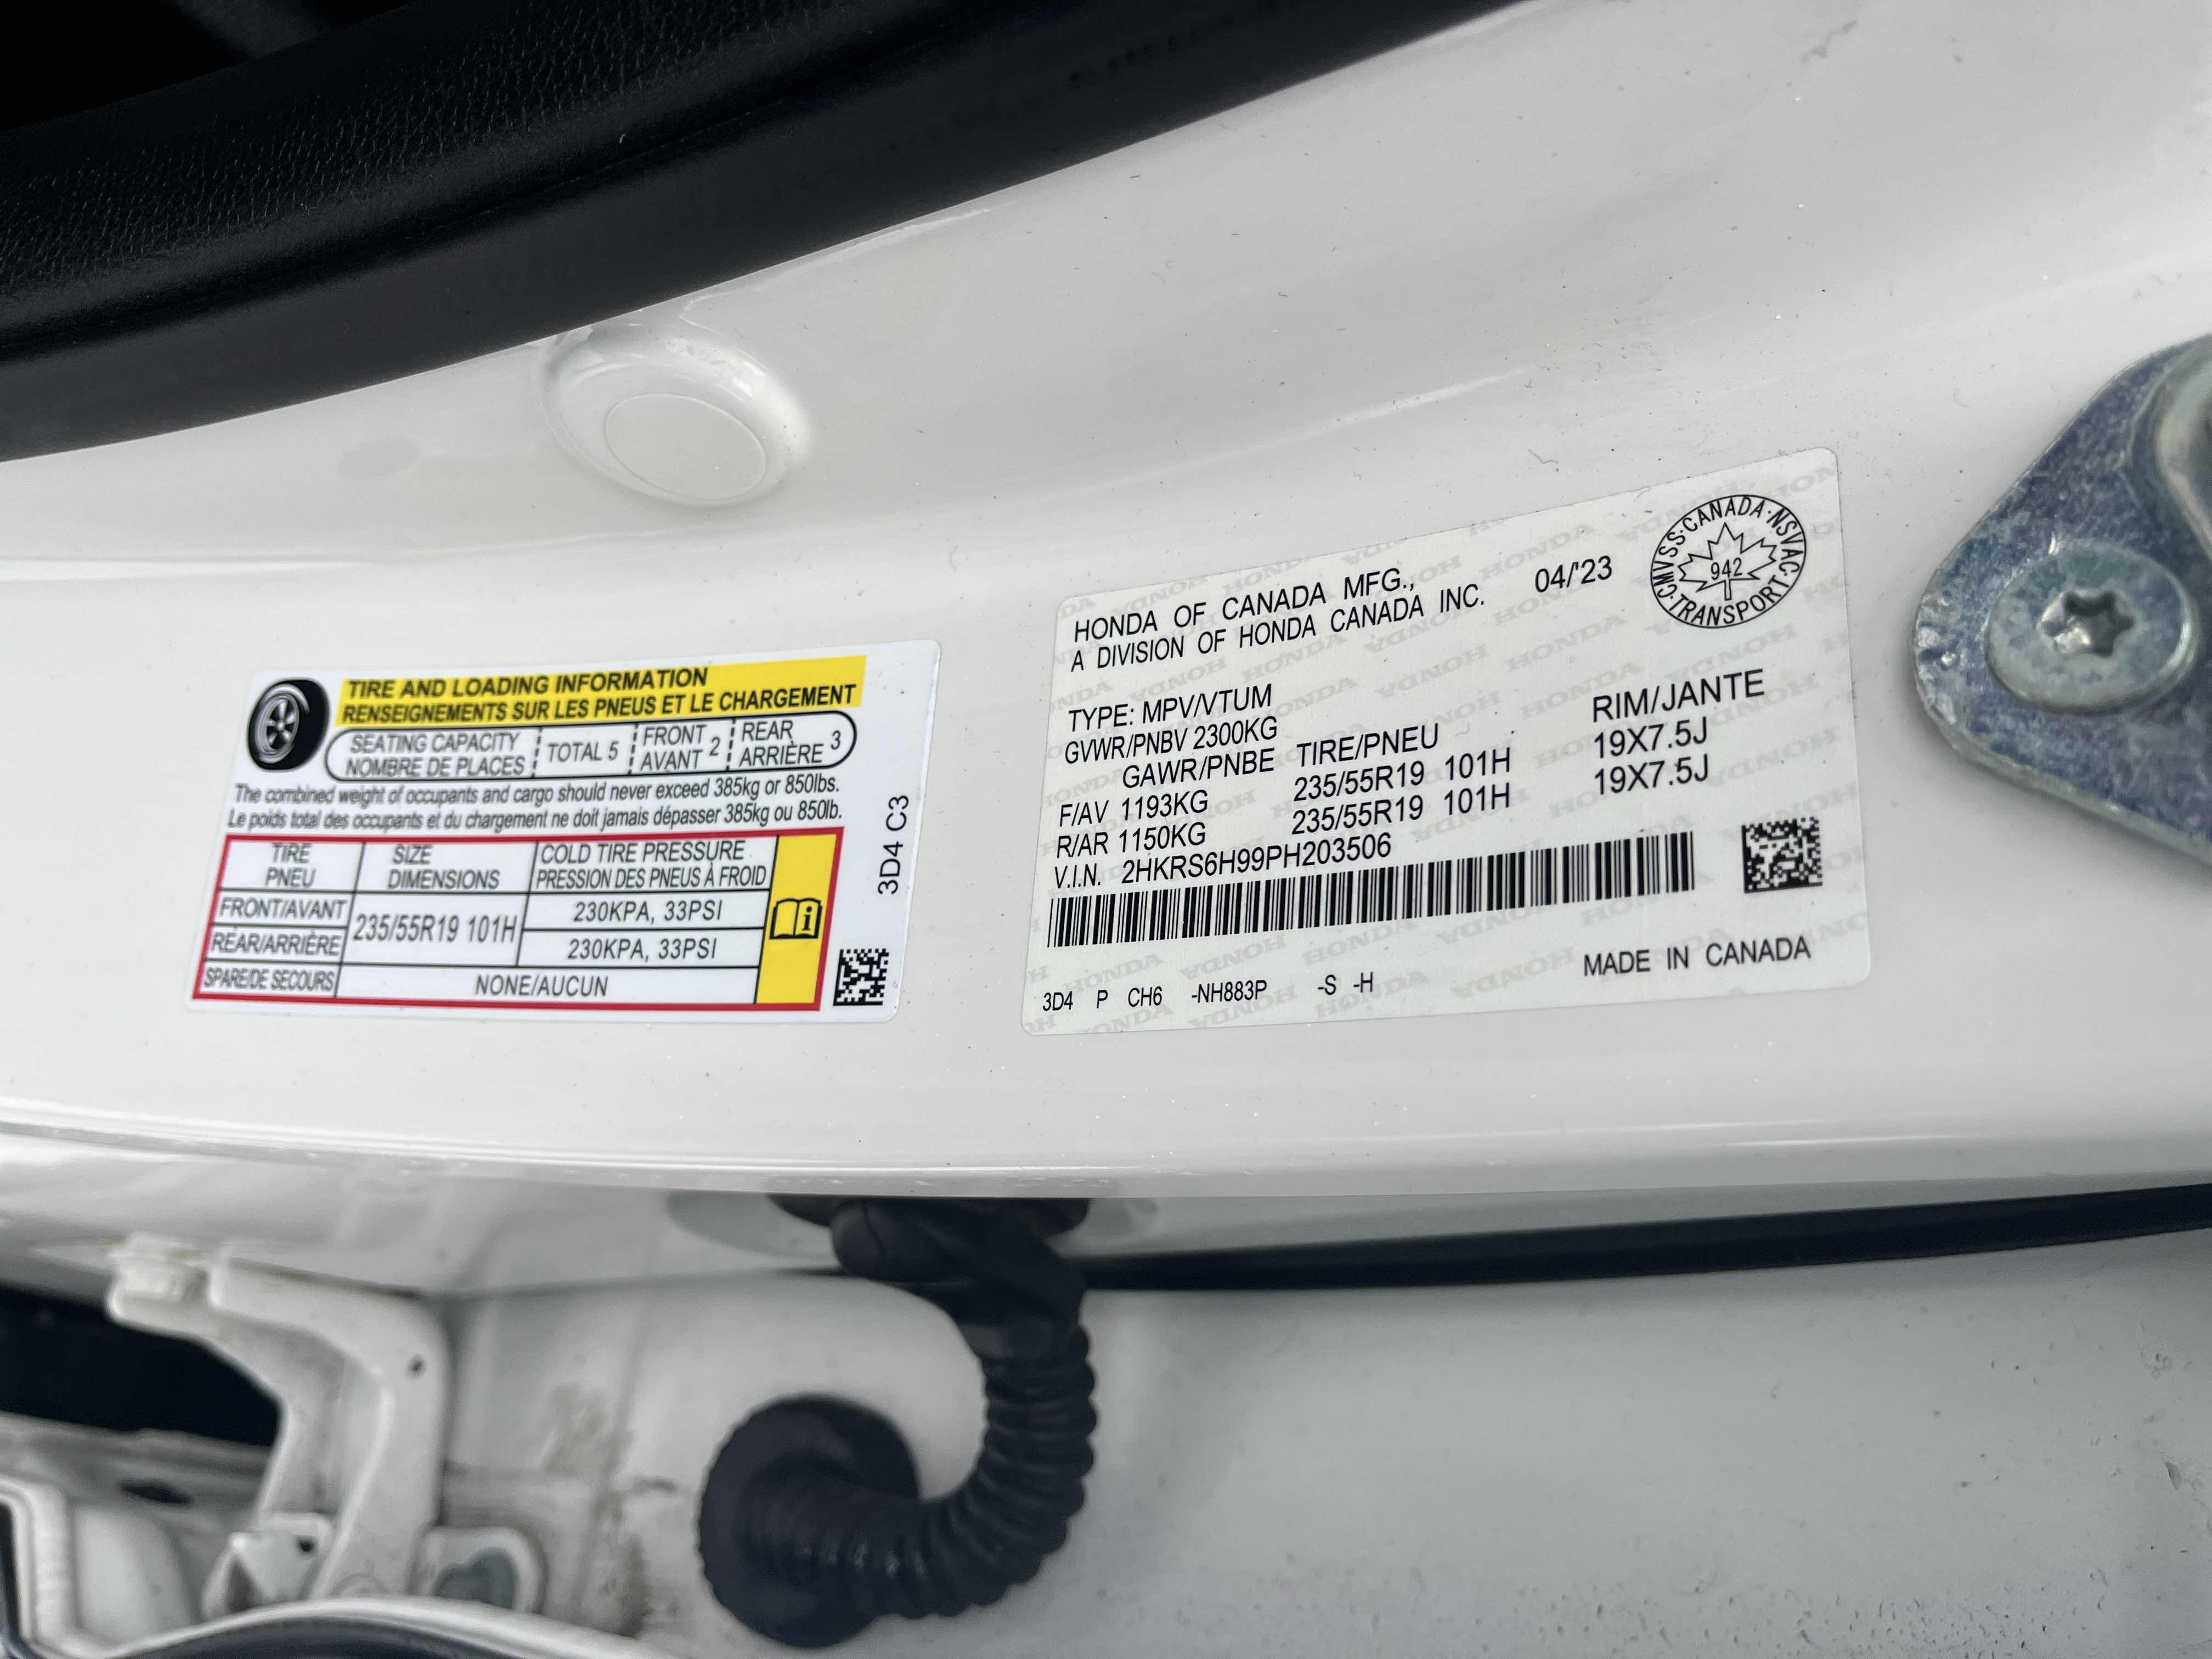 TIRE AND LOADING INFORMATION
RENSEIGNEMENTS SUR LES PNEUS ET LE CHARGEMENT
SEATING CAPACITY TOTAL 5 FRONT 2 REAR 3
NOMBRE DE PLACES AVANT ARRIÈRE
The combined weight of occupants and cargo should never exceed 385kg or 850lbs.
Le poids total des occupants et du chargement ne doit jamais dépasser 385kg ou 850lb.
TIRE SIZE COLD TIRE PRESSURE
PNEU DIMENSIONS PRESSION DES PNEUS À FROID
FRONT/AVANT 235/55R19 101H 230KPA, 33PSI
REAR/ARRIÈRE 230KPA, 33PSI
SPARE/DE SECOURS NONE/AUCUN
3D4 C3
HONDA OF CANADA MFG., 04/'23
A DIVISION OF HONDA CANADA INC.
CMVSS·CANADA·NSVAC·TRANSPORT·
942
TYPE: MPV/VTUM
GVWR/PNBV 2300KG
GAWR/PNBE TIRE/PNEU RIM/JANTE
F/AV 1193KG 235/55R19 101H 19X7.5J
R/AR 1150KG 235/55R19 101H 19X7.5J
V.I.N. 2HKRS6H99PH203506
MADE IN CANADA
3D4 P CH6 -NH883P -S -H